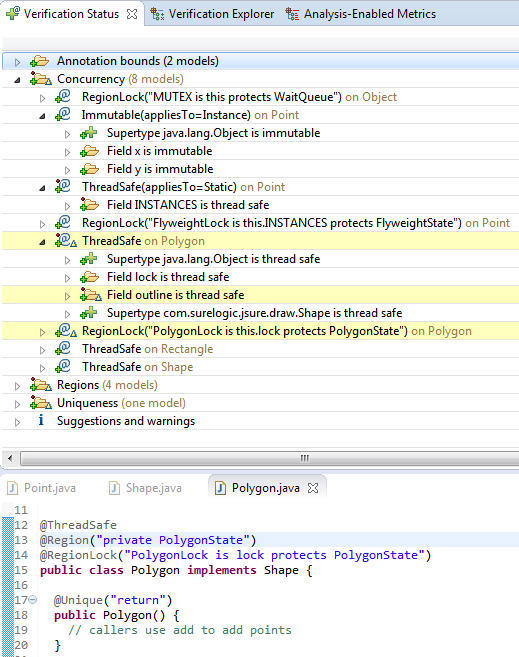 Verification Status Verification Explorer Analysis-Enabled Metrics
Annotation bounds (2 models)
Concurrency (8 models)
RegionLock("MUTEX is this protects WaitQueue") on Object
Immutable(appliesTo=Instance) on Point
Supertype java.lang.Object is immutable
Field x is immutable
Field y is immutable
ThreadSafe(appliesTo=Static) on Point
Field INSTANCES is thread safe
RegionLock("FlyweightLock is this.INSTANCES protects FlyweightState") on Point
ThreadSafe on Polygon
Supertype java.lang.Object is thread safe
Field lock is thread safe
Field outline is thread safe
Supertype com.surelogic.jsure.draw.Shape is thread safe
RegionLock("PolygonLock is this.lock protects PolygonState") on Polygon
ThreadSafe on Rectangle
ThreadSafe on Shape
Regions (4 models)
Uniqueness (one model)
Suggestions and warnings
Point.java Shape.java Polygon.java
11
12 @ThreadSafe
13 @Region("private PolygonState")
14 @RegionLock("PolygonLock is lock protects PolygonState")
15 public class Polygon implements Shape {
16
17 @Unique("return")
18 public Polygon() {
19 // callers use add to add points
20 }